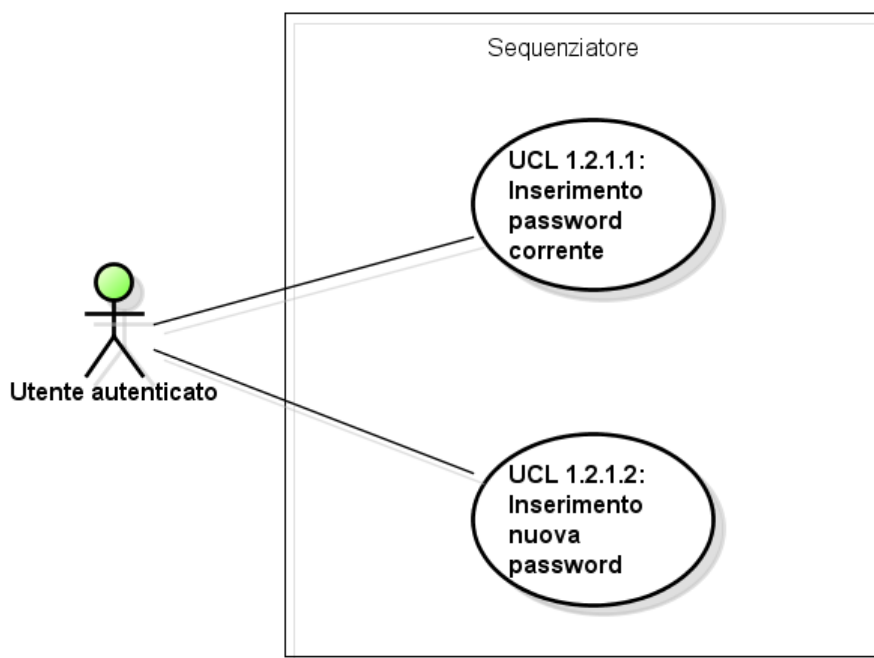 Sequenziatore
UCL 1.2.1.1:
Inserimento
password
corrente
Utente autenticato
UCL 1.2.1.2:
Inserimento
nuova
password